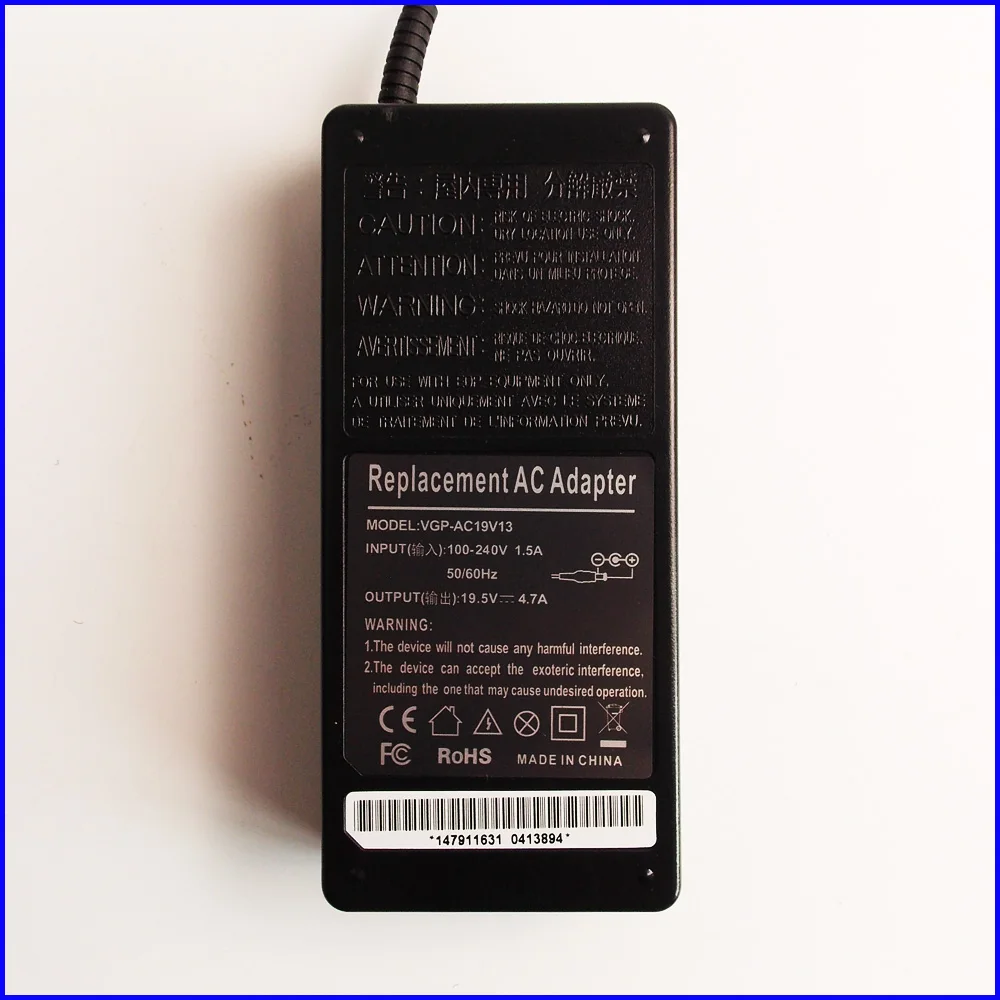 警告：屋内専用 分解厳禁
CAUTION: RISK OF ELECTRIC SHOCK.
DRY LOCATION USE ONLY.
ATTENTION: PREVU POUR INSTALLATION
DANS UN MILIEU PROTEGE.
WARNING: SHOCK HAZARD DO NOT OPEN.
AVERTISSEMENT: RISQUE DE CHOC ELECTRIQUE.
NE PAS OUVRIR.
FOR USE WITH EDP EQUIPMENT ONLY.
A UTILISER UNIQUEMENT AVEC LE SYSTEME
DE TRAITEMENT DE L'INFORMATION PREVU.
Replacement AC Adapter
MODEL:VGP-AC19V13
INPUT(输入):100-240V 1.5A
50/60Hz
OUTPUT(输出):19.5V⎓4.7A
WARNING:
1.The device will not cause any harmful interference.
2.The device can accept the exoteric interference,
including the one that may cause undesired operation.
CE
FC RoHS MADE IN CHINA
*147911631 0413894*